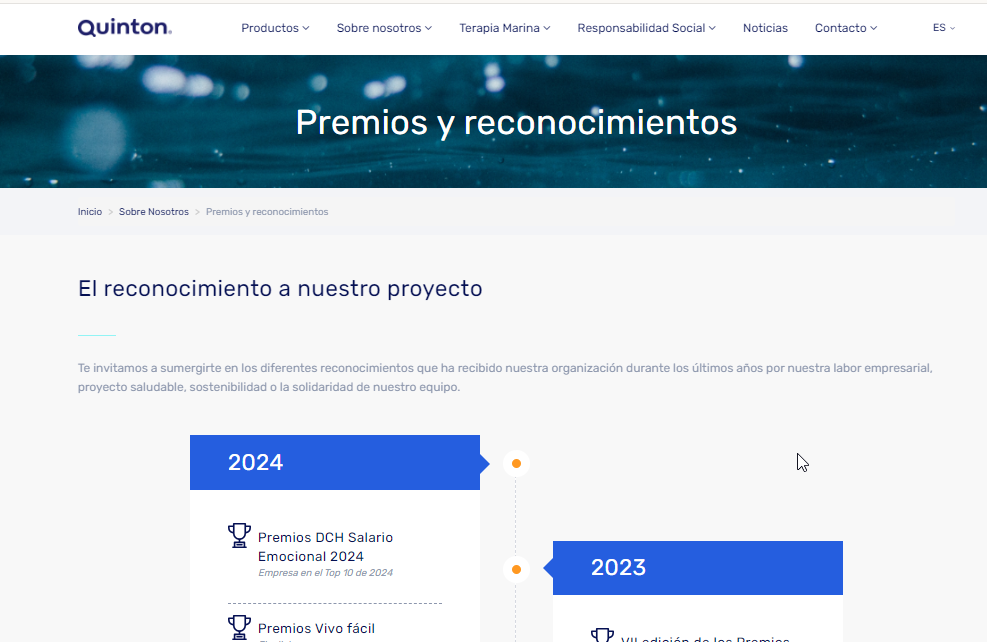 Quinton.
Productos
Sobre nosotros
Terapia Marina
Responsabilidad Social
Noticias
Contacto
ES
Premios y reconocimientos
Inicio > Sobre Nosotros > Premios y reconocimientos
El reconocimiento a nuestro proyecto
Te invitamos a sumergirte en los diferentes reconocimientos que ha recibido nuestra organización durante los últimos años por nuestra labor empresarial,
proyecto saludable, sostenibilidad o la solidaridad de nuestro equipo.
2024
Premios DCH Salario
Emocional 2024
Empresa en el Top 10 de 2024
Premios Vivo fácil
2023
VII edición de los Premios